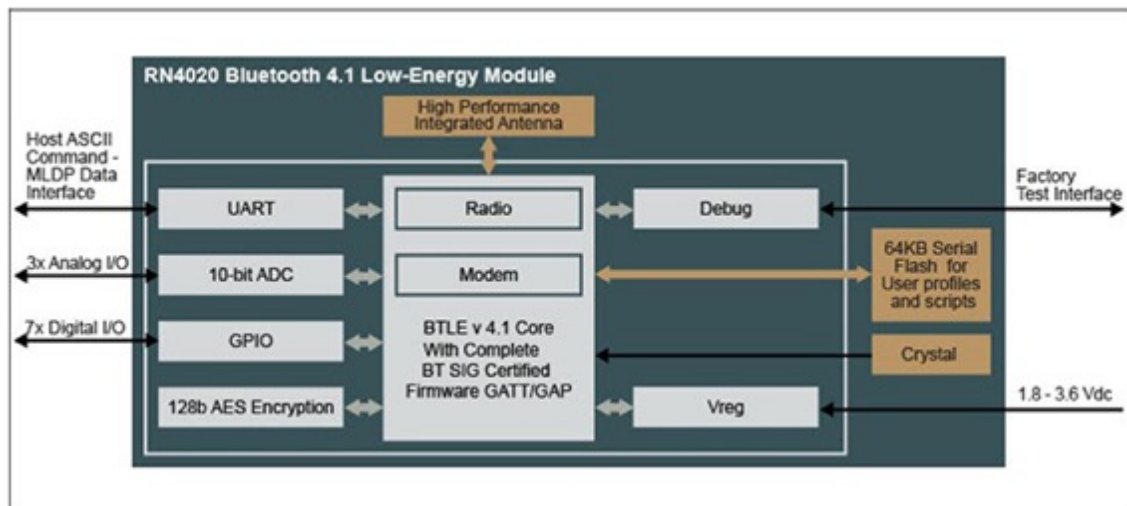 RN4020 Bluetooth 4.1 Low-Energy Module
High Performance
Integrated Antenna
Host ASCII
Command -
MLDP Data
Interface
UART
Radio
Debug
Factory
Test Interface
3x Analog I/O
10-bit ADC
Modem
64KB Serial
Flash for
User profiles
and scripts
7x Digital I/O
GPIO
BTLE v 4.1 Core
With Complete
BT SIG Certified
Firmware GATT/GAP
Crystal
128b AES Encryption
Vreg
1.8 - 3.6 Vdc